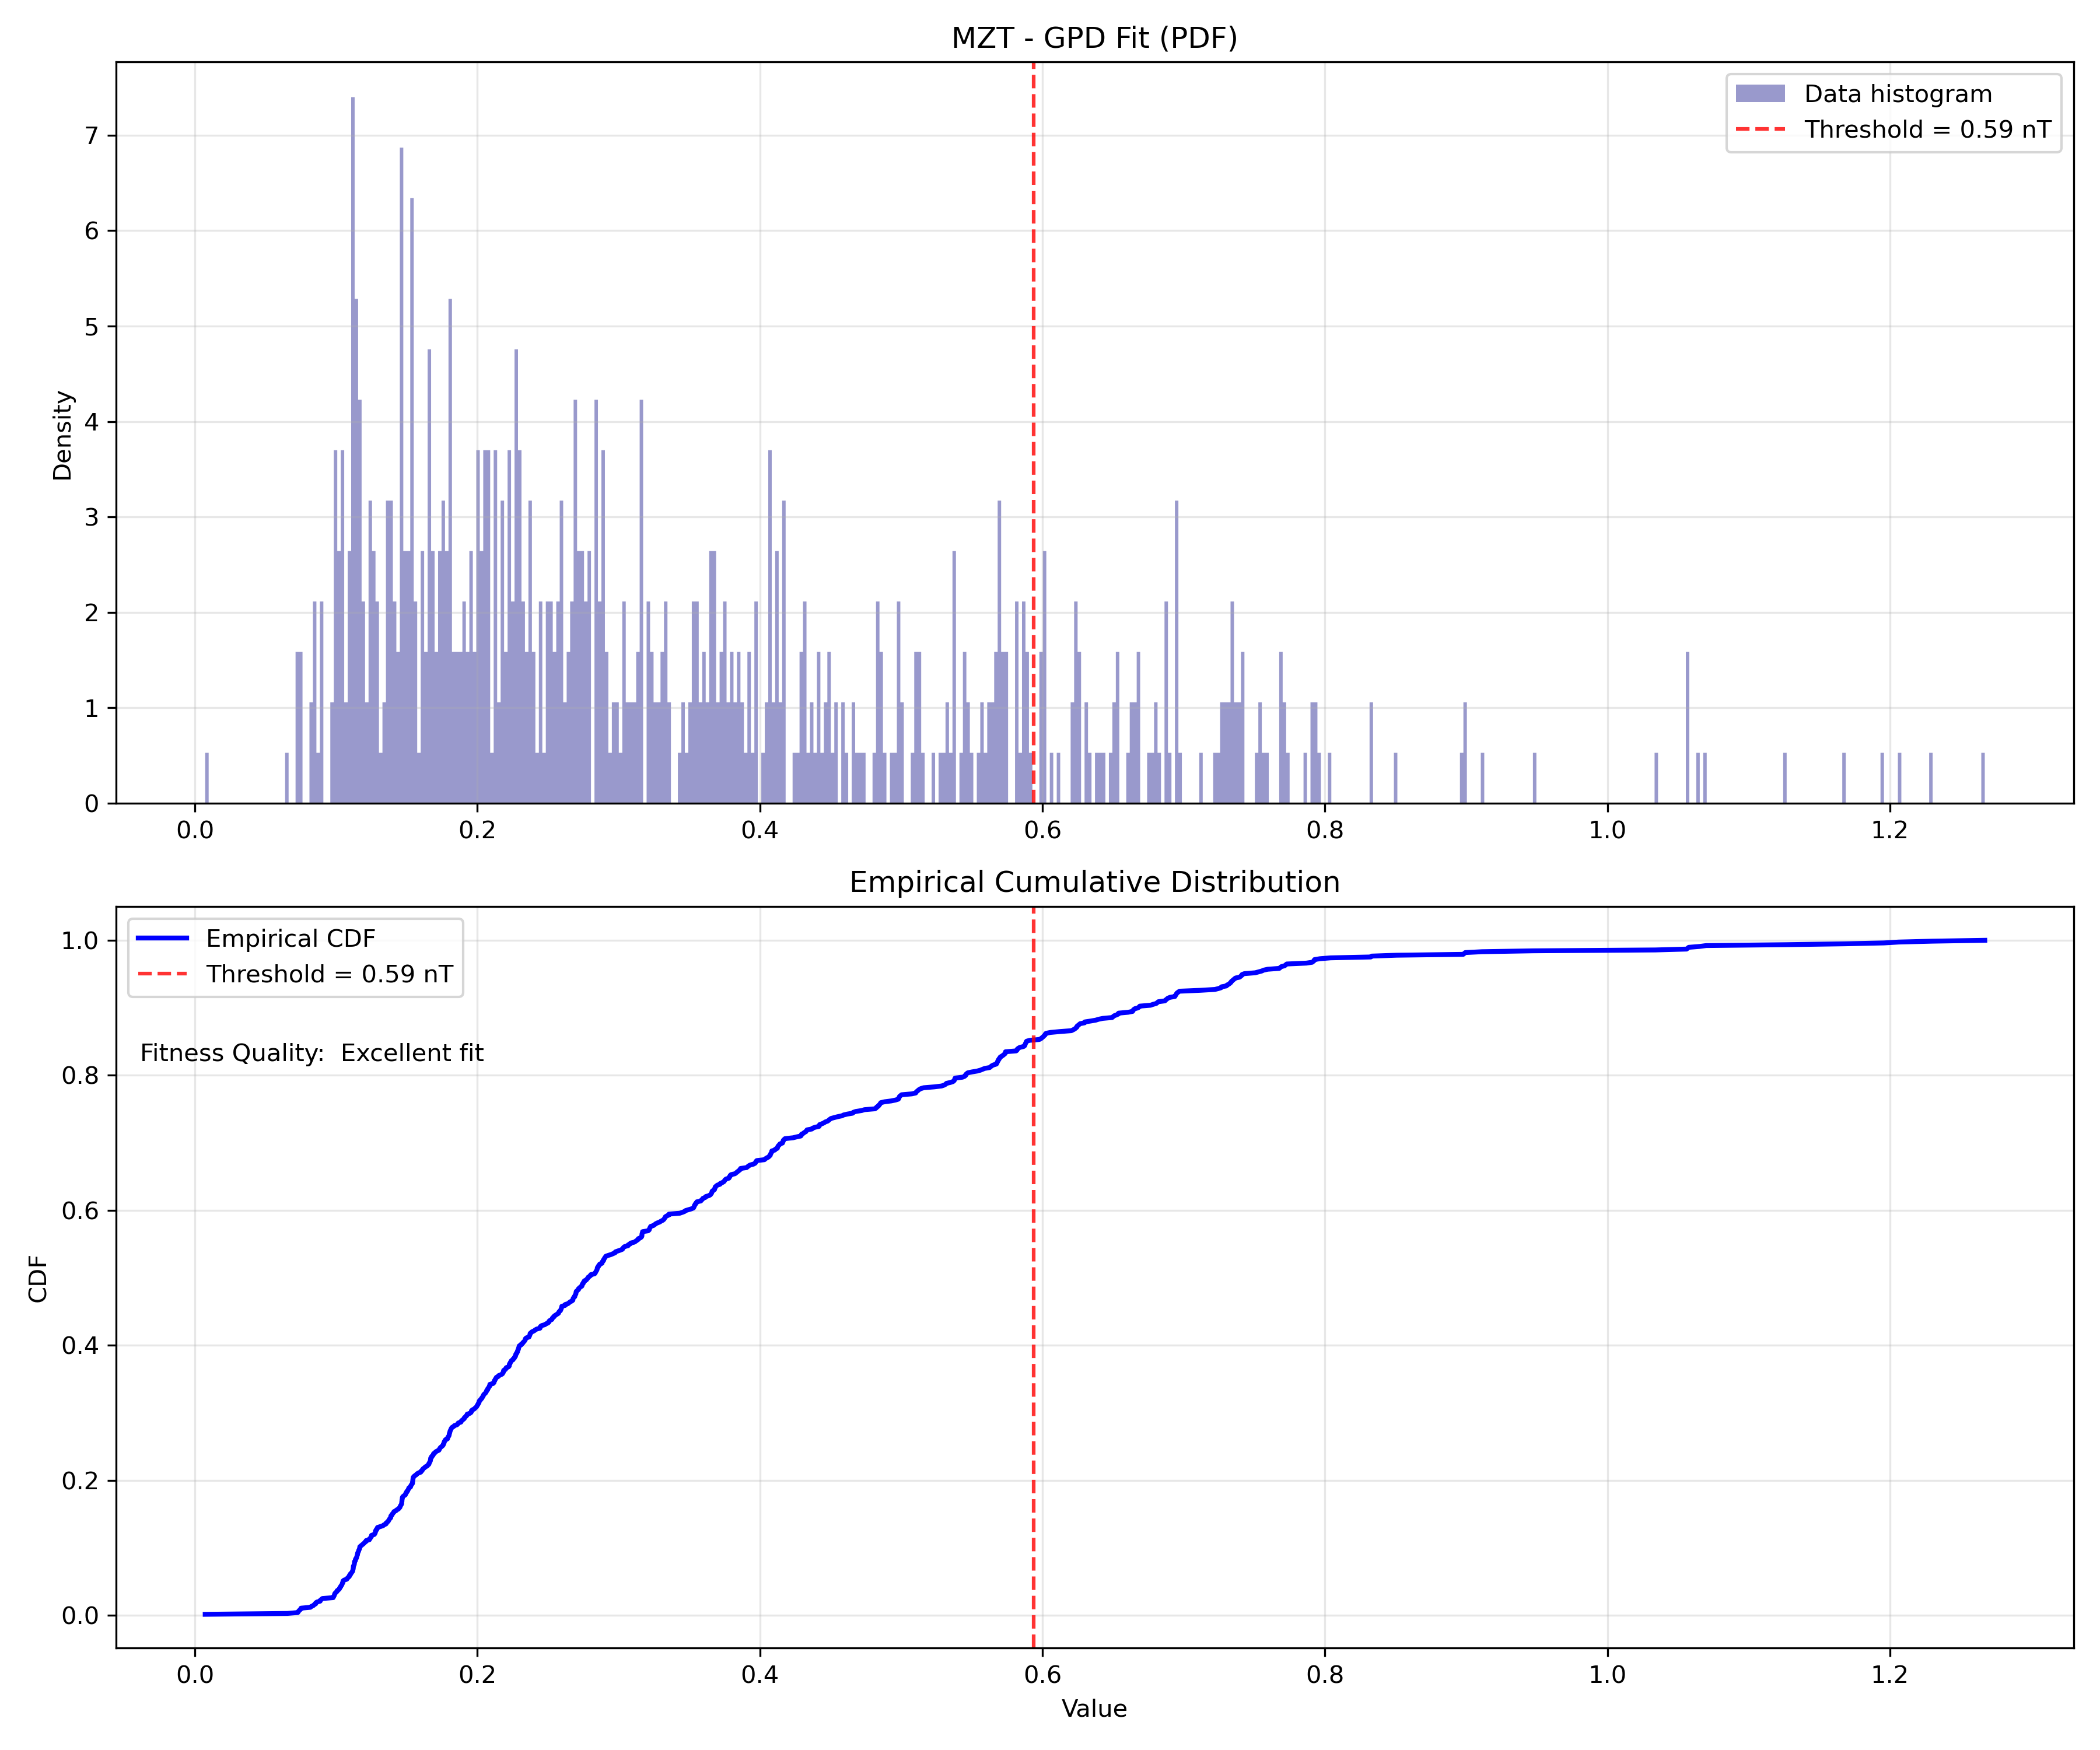 MZT - GPD Fit (PDF)
Data histogram
Threshold = 0.59 nT
Density
7
6
5
4
3
2
1
0
0.0 0.2 0.4 0.6 0.8 1.0 1.2
Empirical Cumulative Distribution
Empirical CDF
Threshold = 0.59 nT
Fitness Quality: Excellent fit
CDF
1.0
0.8
0.6
0.4
0.2
0.0
0.0 0.2 0.4 0.6 0.8 1.0 1.2
Value